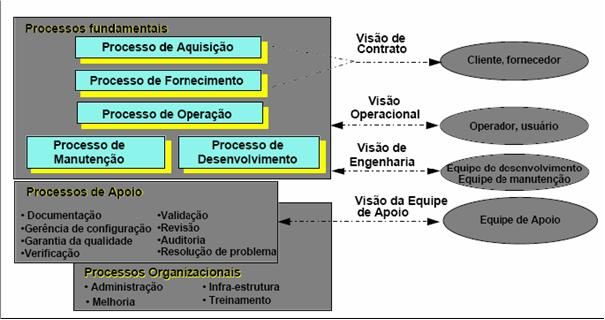 Processos fundamentais
Processo de Aquisição
Processo de Fornecimento
Processo de Operação
Processo de
Manutenção
Processo de
Desenvolvimento
Visão de
Contrato
Cliente, fornecedor
Visão
Operacional
Operador, usuário
Visão de
Engenharia
Equipe de desenvolvimento
Equipe de manutenção
Processos de Apoio
• Documentação
• Gerência de configuração
• Garantia da qualidade
• Verificação
• Validação
• Revisão
• Auditoria
• Resolução de problema
Visão da Equipe
de Apoio
Equipe de Apoio
Processos Organizacionais
• Administração
• Melhoria
• Infra-estrutura
• Treinamento